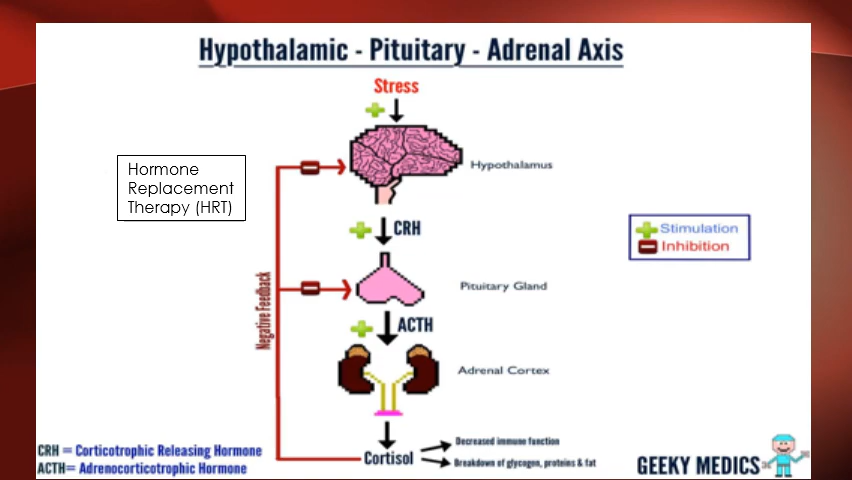 Hypothalamic - Pituitary - Adrenal Axis
Stress
Hormone
Replacement
Therapy (HRT)
Hypothalamus
CRH
Stimulation
Inhibition
Negative Feedback
Pituitary Gland
ACTH
Adrenal Cortex
Cortisol
Decreased immune function
Breakdown of glycogen, proteins & fat
CRH = Corticotrophic Releasing Hormone
ACTH= Adrenocorticotrophic Hormone
GEEKY MEDICS